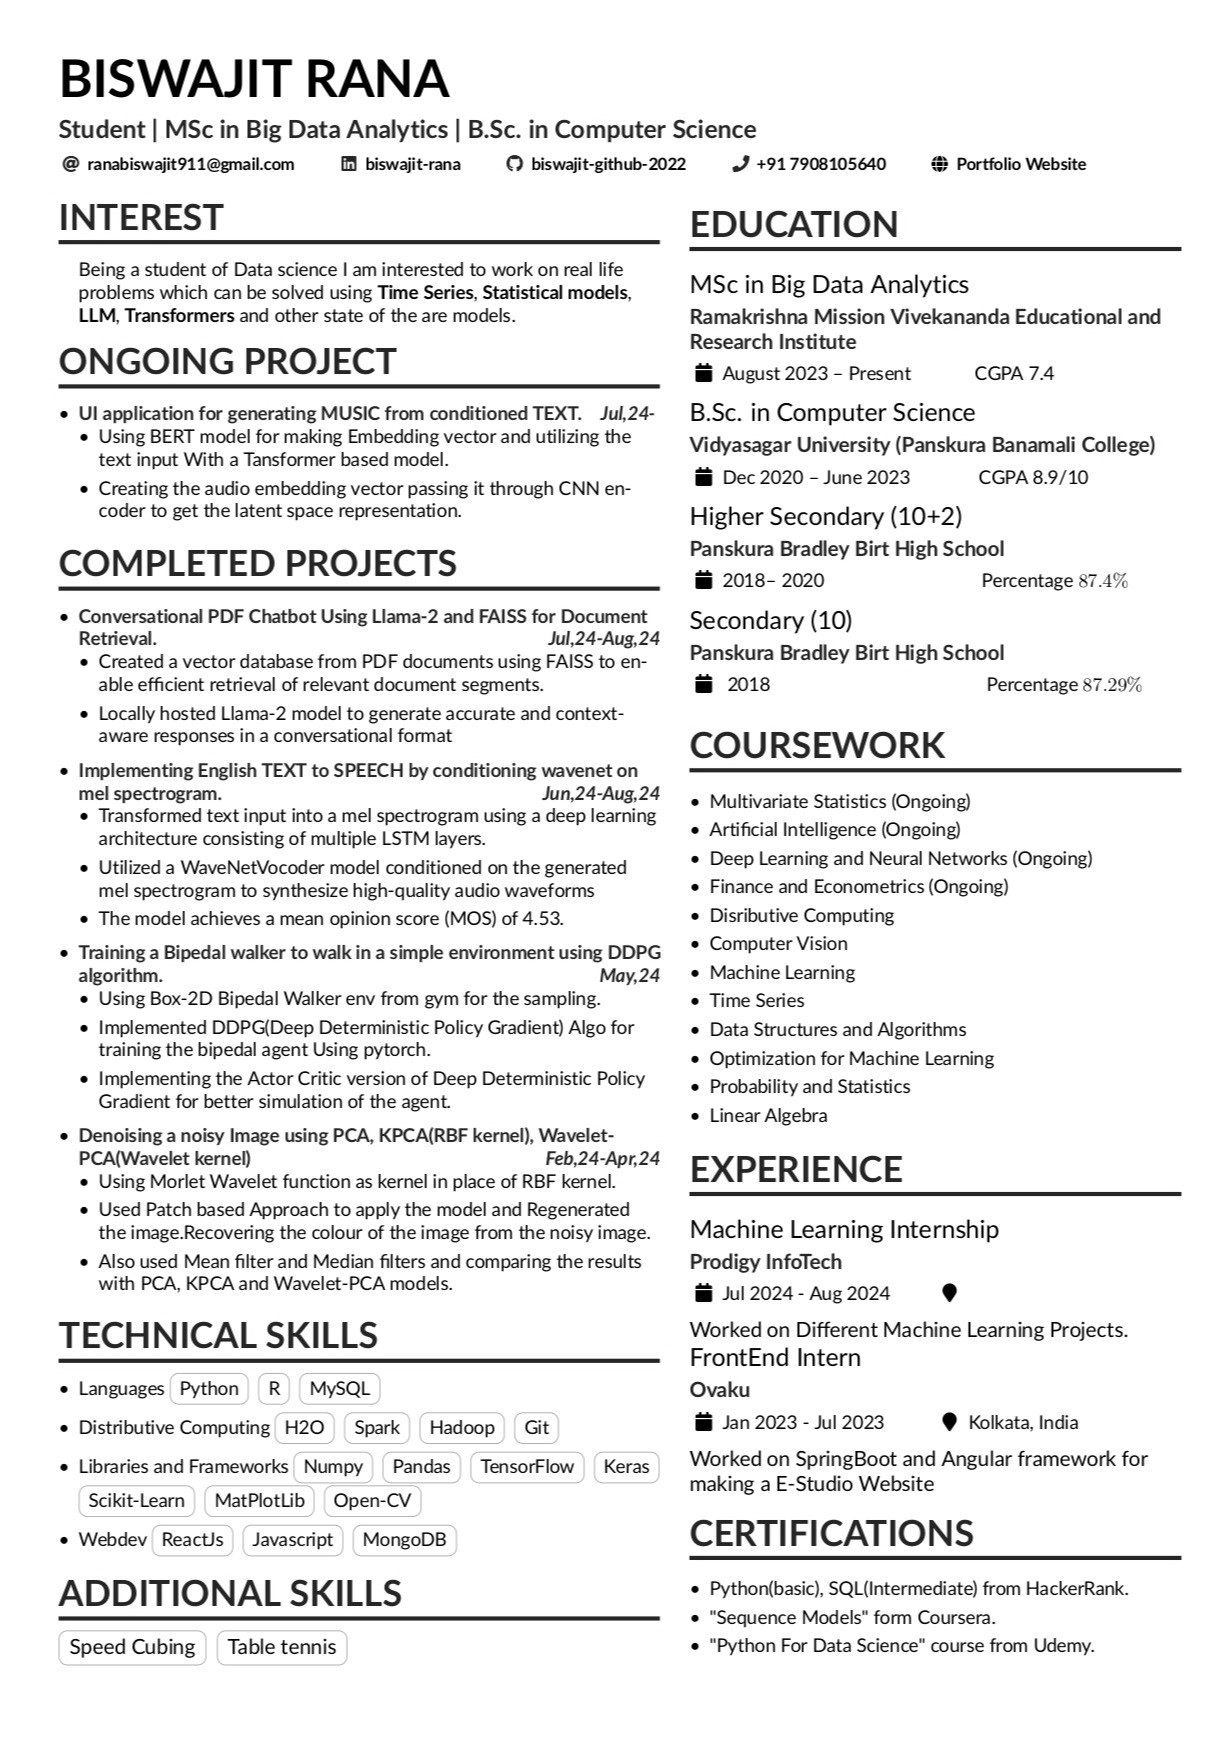 BISWAJIT RANA
Student | MSc in Big Data Analytics | B.Sc. in Computer Science
ranabiswajit911@gmail.com biswajit-rana biswajit-github-2022 +91 7908105640 Portfolio Website
INTEREST
Being a student of Data science I am interested to work on real life
problems which can be solved using Time Series, Statistical models,
LLM, Transformers and other state of the are models.
ONGOING PROJECT
• UI application for generating MUSIC from conditioned TEXT. Jul,24-
• Using BERT model for making Embedding vector and utilizing the
text input With a Tansformer based model.
• Creating the audio embedding vector passing it through CNN en-
coder to get the latent space representation.
COMPLETED PROJECTS
• Conversational PDF Chatbot Using Llama-2 and FAISS for Document
Retrieval. Jul,24-Aug,24
• Created a vector database from PDF documents using FAISS to en-
able efficient retrieval of relevant document segments.
• Locally hosted Llama-2 model to generate accurate and context-
aware responses in a conversational format
• Implementing English TEXT to SPEECH by conditioning wavenet on
mel spectrogram. Jun,24-Aug,24
• Transformed text input into a mel spectrogram using a deep learning
architecture consisting of multiple LSTM layers.
• Utilized a WaveNetVocoder model conditioned on the generated
mel spectrogram to synthesize high-quality audio waveforms
• The model achieves a mean opinion score (MOS) of 4.53.
• Training a Bipedal walker to walk in a simple environment using DDPG
algorithm. May,24
• Using Box-2D Bipedal Walker env from gym for the sampling.
• Implemented DDPG(Deep Deterministic Policy Gradient) Algo for
training the bipedal agent Using pytorch.
• Implementing the Actor Critic version of Deep Deterministic Policy
Gradient for better simulation of the agent.
• Denoising a noisy Image using PCA, KPCA(RBF kernel), Wavelet-
PCA(Wavelet kernel) Feb,24-Apr,24
• Using Morlet Wavelet function as kernel in place of RBF kernel.
• Used Patch based Approach to apply the model and Regenerated
the image.Recovering the colour of the image from the noisy image.
• Also used Mean filter and Median filters and comparing the results
with PCA, KPCA and Wavelet-PCA models.
TECHNICAL SKILLS
• Languages Python R MySQL
• Distributive Computing H2O Spark Hadoop Git
• Libraries and Frameworks Numpy Pandas TensorFlow Keras
Scikit-Learn MatPlotLib Open-CV
• Webdev ReactJs Javascript MongoDB
ADDITIONAL SKILLS
Speed Cubing Table tennis
EDUCATION
MSc in Big Data Analytics
Ramakrishna Mission Vivekananda Educational and
Research Institute
August 2023 – Present CGPA 7.4
B.Sc. in Computer Science
Vidyasagar University (Panskura Banamali College)
Dec 2020 – June 2023 CGPA 8.9/10
Higher Secondary (10+2)
Panskura Bradley Birt High School
2018– 2020 Percentage 87.4%
Secondary (10)
Panskura Bradley Birt High School
2018 Percentage 87.29%
COURSEWORK
• Multivariate Statistics (Ongoing)
• Artificial Intelligence (Ongoing)
• Deep Learning and Neural Networks (Ongoing)
• Finance and Econometrics (Ongoing)
• Disributive Computing
• Computer Vision
• Machine Learning
• Time Series
• Data Structures and Algorithms
• Optimization for Machine Learning
• Probability and Statistics
• Linear Algebra
EXPERIENCE
Machine Learning Internship
Prodigy InfoTech
Jul 2024 - Aug 2024
Worked on Different Machine Learning Projects.
FrontEnd Intern
Ovaku
Jan 2023 - Jul 2023 Kolkata, India
Worked on SpringBoot and Angular framework for
making a E-Studio Website
CERTIFICATIONS
• Python(basic), SQL(Intermediate) from HackerRank.
• "Sequence Models" form Coursera.
• "Python For Data Science" course from Udemy.